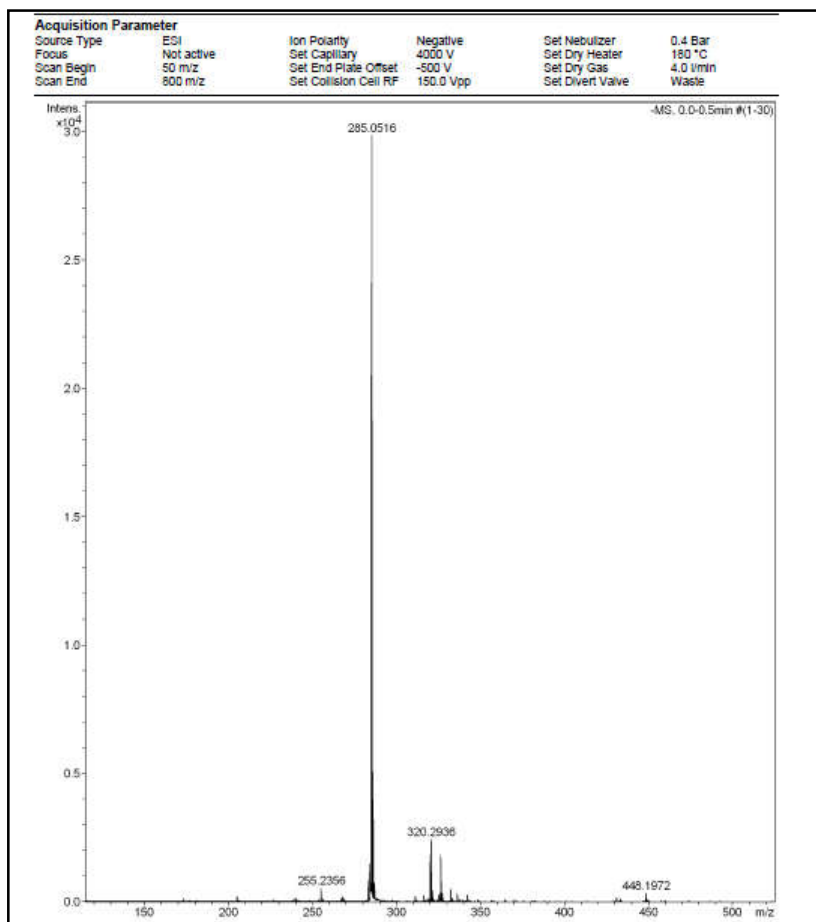 Acquisition Parameter
Source Type ESI Ion Polarity Negative Set Nebulizer 0.4 Bar
Focus Not active Set Capillary 4000 V Set Dry Heater 180 °C
Scan Begin 50 m/z Set End Plate Offset -500 V Set Dry Gas 4.0 l/min
Scan End 800 m/z Set Collision Cell RF 150.0 Vpp Set Divert Valve Waste
Intens.
x10⁴
-MS, 0.0-0.5min #(1-30)
3.0
285.0516
2.5
2.0
1.5
1.0
0.5
320.2936
255.2356
448.1972
0.0
150 200 250 300 350 400 450 500 m/z